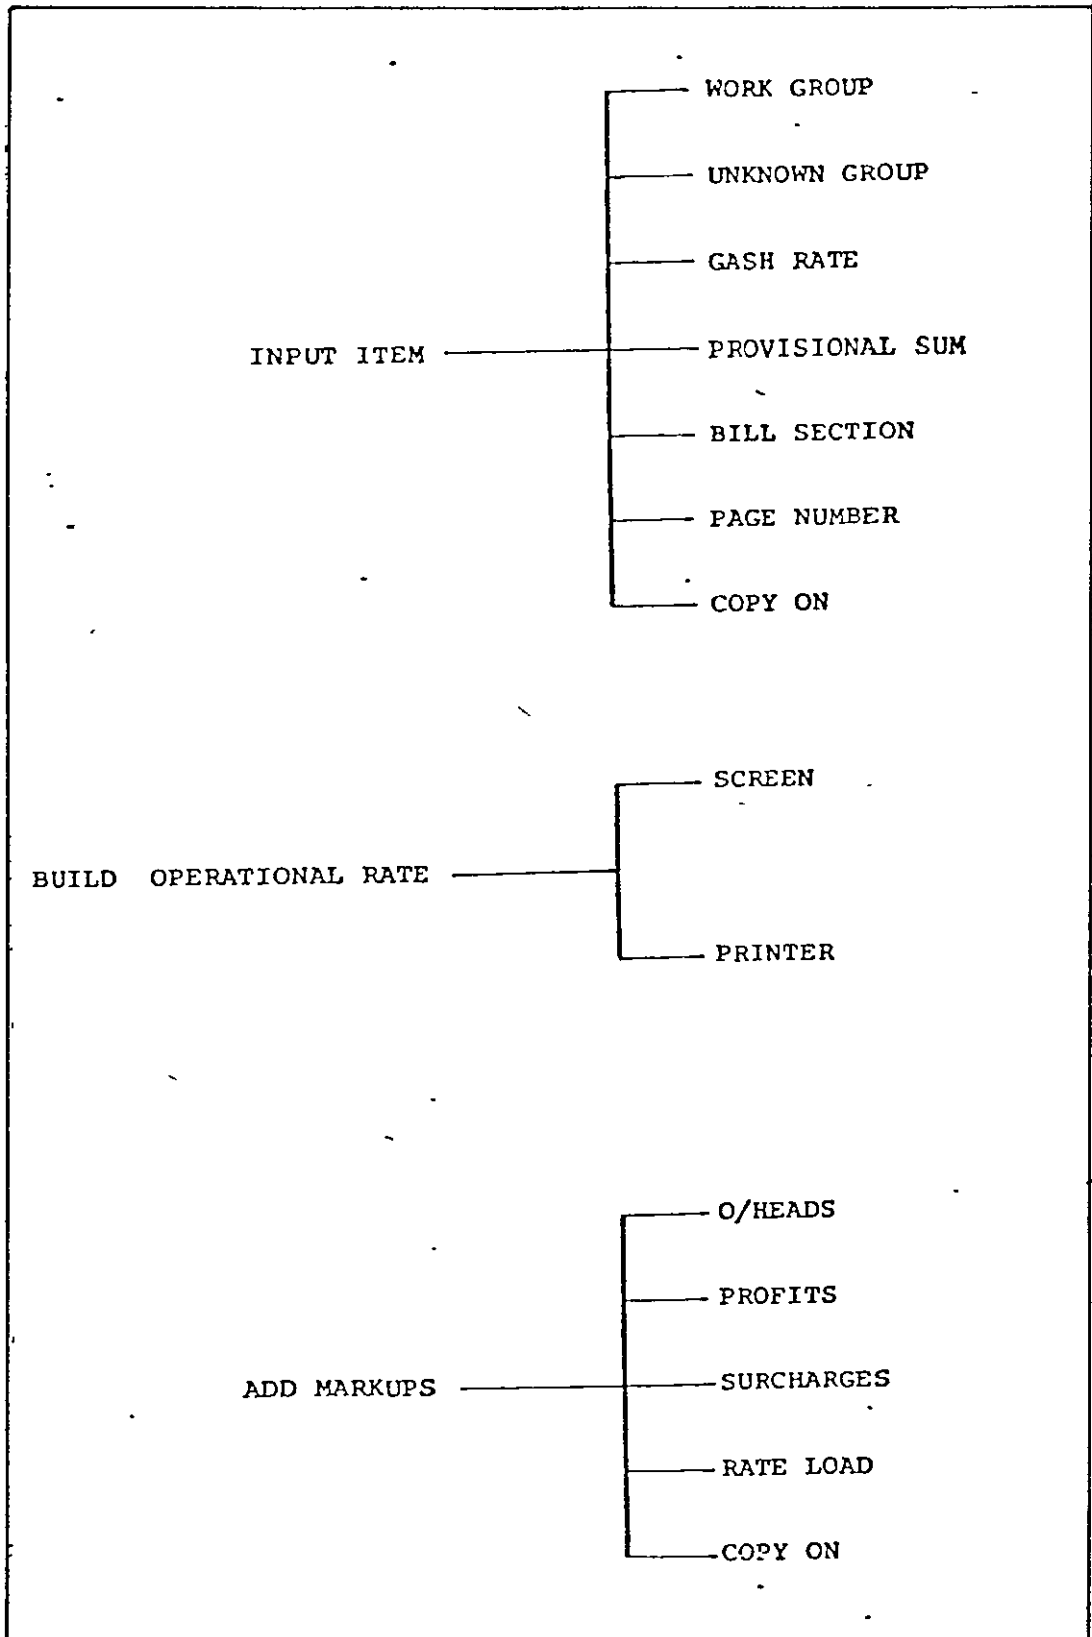 WORK GROUP
UNKNOWN GROUP
GASH RATE
INPUT ITEM
PROVISIONAL SUM
BILL SECTION
PAGE NUMBER
COPY ON
SCREEN
BUILD OPERATIONAL RATE
PRINTER
O/HEADS
PROFITS
ADD MARKUPS
SURCHARGES
RATE LOAD
COPY ON